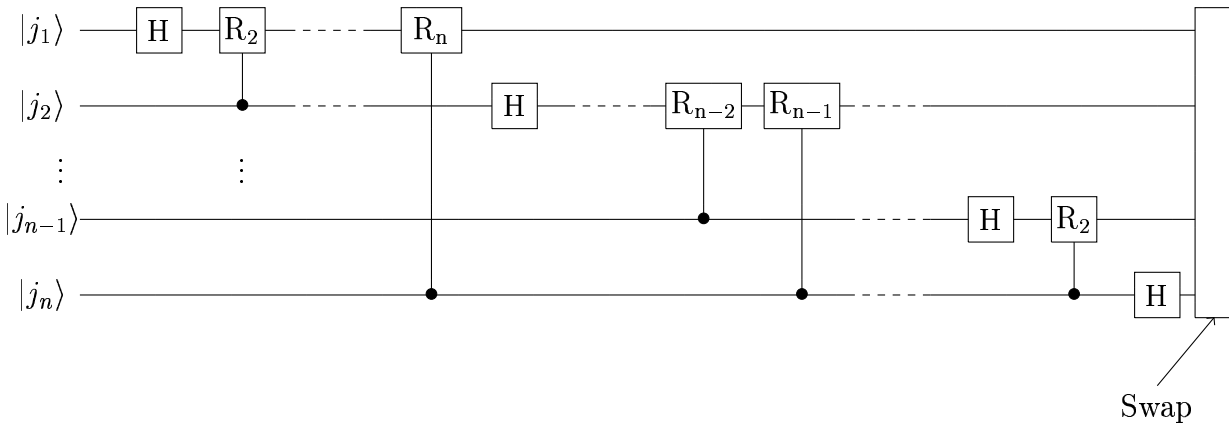 |j₁⟩ H R₂ Rₙ
|j₂⟩ H Rₙ₋₂ Rₙ₋₁
⋮ ⋮
|jₙ₋₁⟩ H R₂
|jₙ⟩ H
Swap